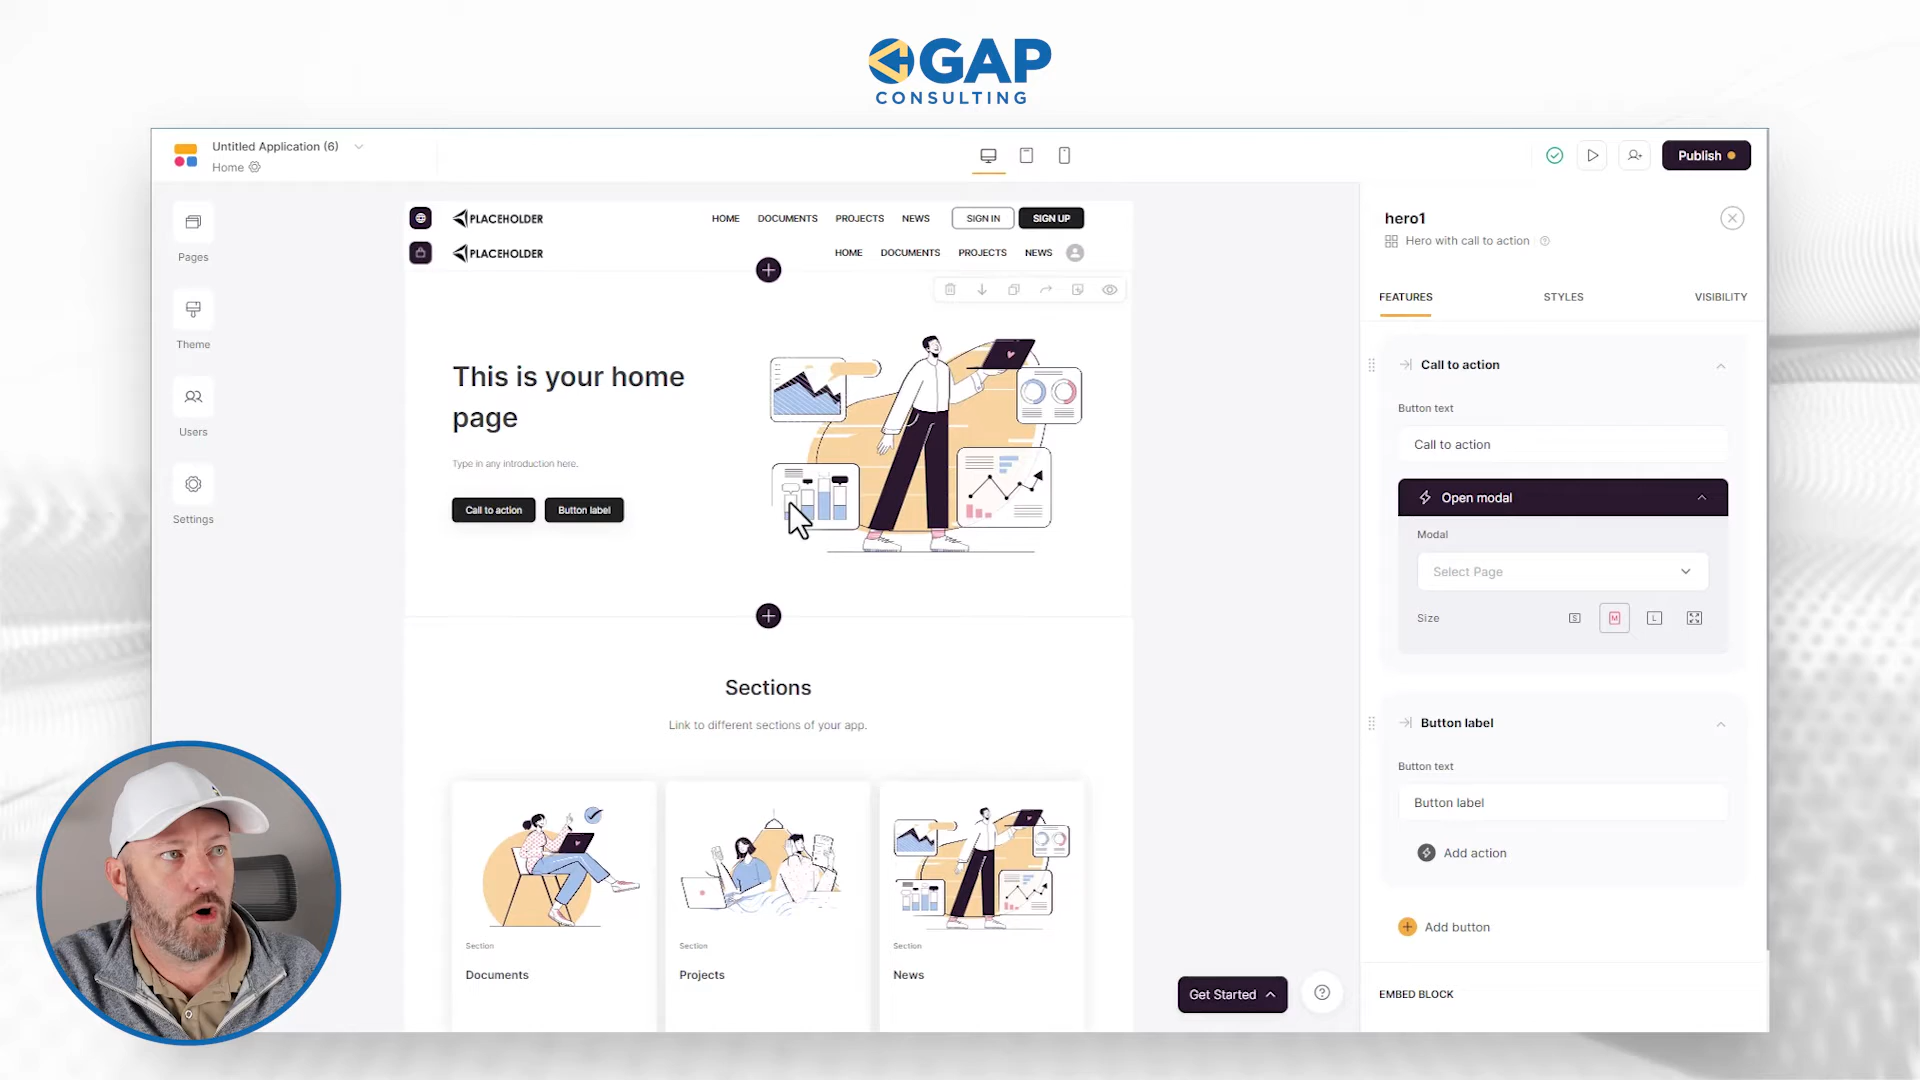 GAP
CONSULTING
Untitled Application (6)
Home
Publish
Pages
Theme
Users
Settings
PLACEHOLDER
HOME
DOCUMENTS
PROJECTS
NEWS
SIGN IN
SIGN UP
PLACEHOLDER
HOME
DOCUMENTS
PROJECTS
NEWS
This is your home
page
Type in any introduction here.
Call to action
Button label
Sections
Link to different sections of your app.
Section
Documents
Section
Projects
Section
News
Get Started
hero1
Hero with call to action
FEATURES
STYLES
VISIBILITY
Call to action
Button text
Call to action
Open modal
Modal
Select Page
Size
S
M
L
Button label
Button text
Button label
Add action
Add button
EMBED BLOCK